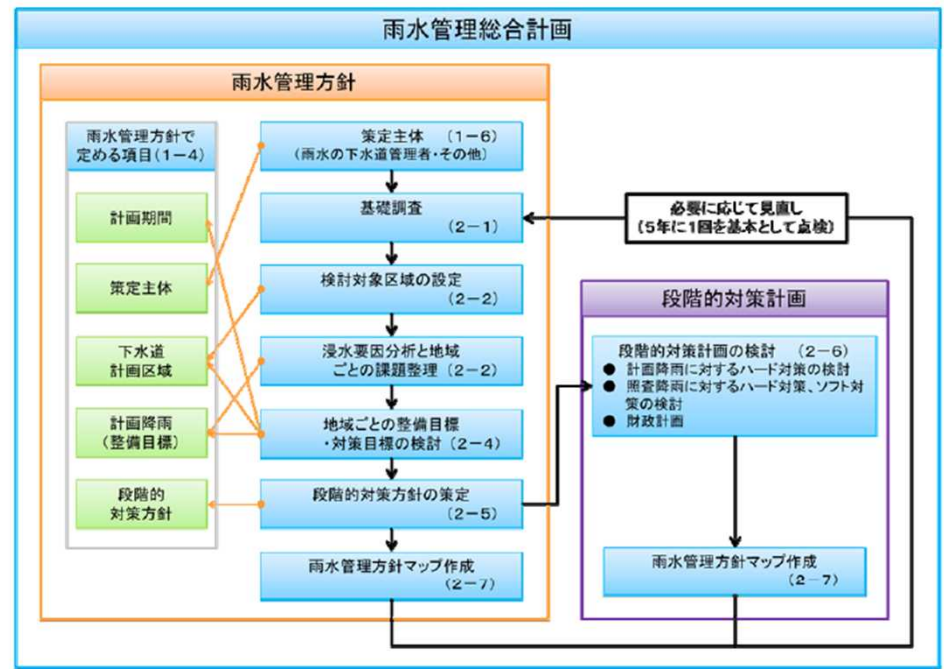 雨水管理総合計画
雨水管理方針
雨水管理方針で
定める項目(1－4)
計画期間
策定主体
下水道
計画区域
計画降雨
(整備目標)
段階的
対策方針
策定主体 (1－6)
(雨水の下水道管理者・その他)
基礎調査
(2－1)
検討対象区域の設定
(2－2)
浸水要因分析と地域
ごとの課題整理(2－2)
地域ごとの整備目標
・対策目標の検討(2－4)
段階的対策方針の策定
(2－5)
雨水管理方針マップ作成
(2－7)
必要に応じて見直し
(5年に1回を基本として点検)
段階的対策計画
段階的対策計画の検討 (2－6)
● 計画降雨に対するハード対策の検討
● 照査降雨に対するハード対策、ソフト対
策の検討
● 財政計画
雨水管理方針マップ作成
(2－7)